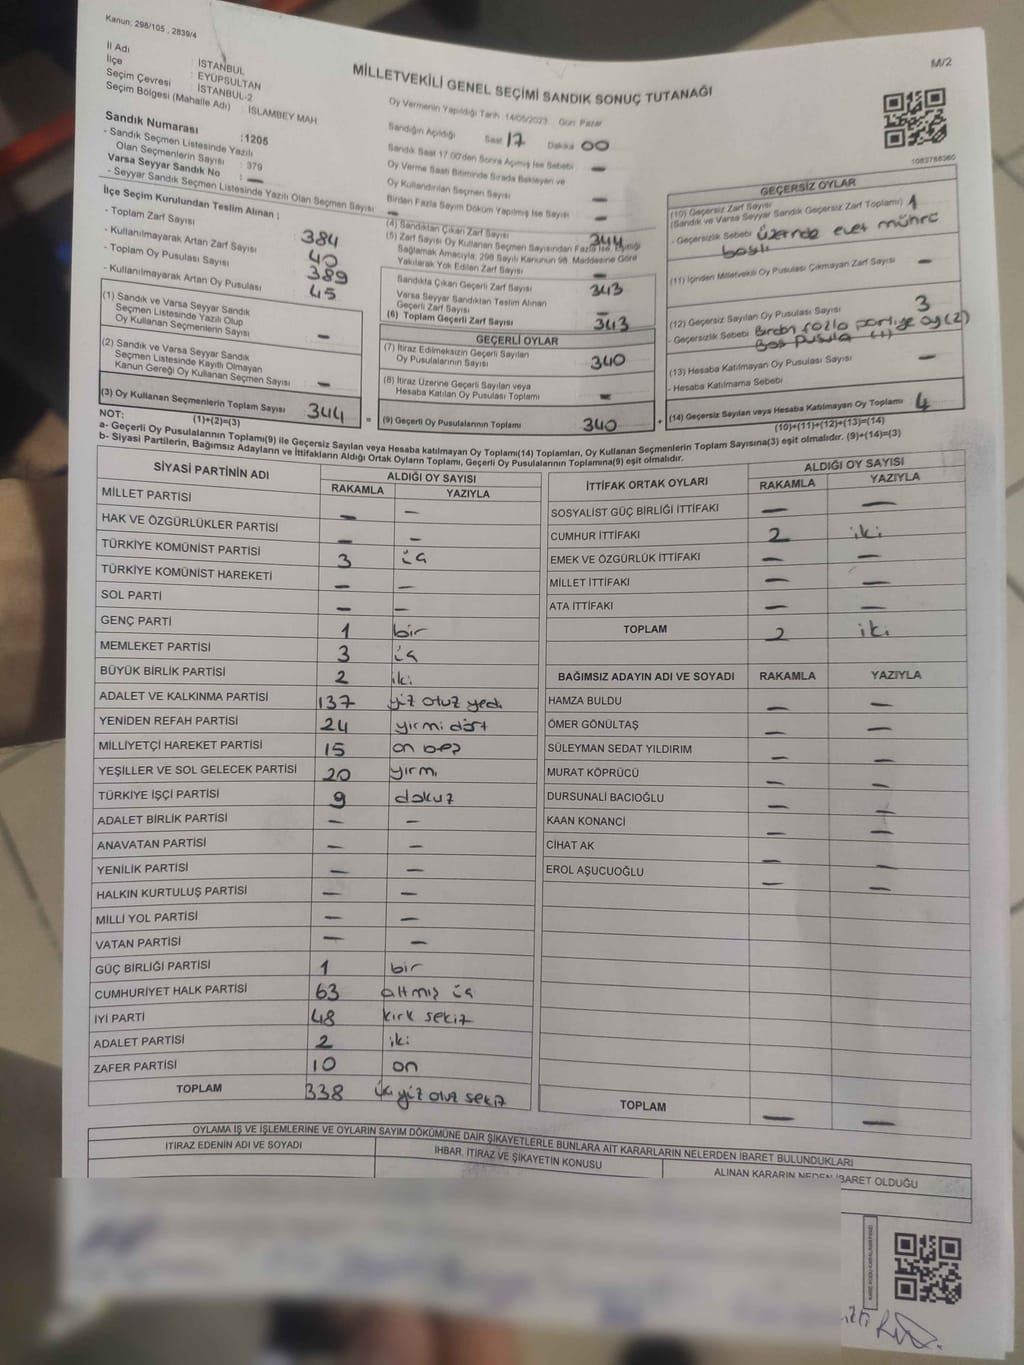 Kanun; 298/105 , 2839/4
M/2
MİLLETVEKİLİ GENEL SEÇİMİ SANDIK SONUÇ TUTANAĞI
İl Adı : İSTANBUL
İlçe : EYÜPSULTAN
Seçim Çevresi : İSTANBUL-2
Seçim Bölgesi (Mahalle Adı) : İSLAMBEY MAH
Sandık Numarası :1205
- Sandık Seçmen Listesinde Yazılı
Olan Seçmenlerin Sayısı : 379
Varsa Seyyar Sandık No : —
- Seyyar Sandık Seçmen Listesinde Yazılı Olan Seçmen Sayısı —
İlçe Seçim Kurulundan Teslim Alınan ;
- Toplam Zarf Sayısı 384
- Kullanılmayarak Artan Zarf Sayısı 40
- Toplam Oy Pusulası Sayısı 389
- Kullanılmayarak Artan Oy Pusulası 45
(1) Sandık ve Varsa Seyyar Sandık
Seçmen Listesinde Yazılı Olup
Oy Kullanan Seçmenlerin Sayısı —
(2) Sandık ve Varsa Seyyar Sandık
Seçmen Listesinde Kayıtlı Olmayan
Kanun Gereği Oy Kullanan Seçmen Sayısı —
(3) Oy Kullanan Seçmenlerin Toplam Sayısı 344
(1)+(2)=(3)
Oy Vermenin Yapıldığı Tarih :14/05/2023 Gün: Pazar
Sandığın Açıldığı Saat 17 Dakika 00
Sandık Saat 17.00'den Sonra Açılmış İse Sebebi —
Oy Verme Saati Bitiminde Sırada Bekleyen ve
Oy Kullandırılan Seçmen Sayısı —
Birden Fazla Sayım Döküm Yapılmış İse Sayısı —
(4) Sandıktan Çıkan Zarf Sayısı 344
(5) Zarf Sayısı Oy Kullanan Seçmen Sayısından Fazla İse, Eşitliği
Sağlamak Amacıyla, 298 Sayılı Kanunun 98. Maddesine Göre
Yakılarak Yok Edilen Zarf Sayısı —
Sandıkta Çıkan Geçerli Zarf Sayısı 343
Varsa Seyyar Sandıktan Teslim Alınan
Geçerli Zarf Sayısı —
(6) Toplam Geçerli Zarf Sayısı 343
GEÇERLİ OYLAR
(7) İtiraz Edilmeksizin Geçerli Sayılan
Oy Pusulalarının Sayısı 340
(8) İtiraz Üzerine Geçerli Sayılan veya
Hesaba Katılan Oy Pusulası Toplamı —
= (9) Geçerli Oy Pusulalarının Toplamı 340
1083788360
GEÇERSİZ OYLAR
(10) Geçersiz Zarf Sayısı
(Sandık ve Varsa Seyyar Sandık Geçersiz Zarf Toplamı) 1
- Geçersizlik Sebebi üzerinde evet mührü
basılı
(11) İçinden Milletvekili Oy Pusulası Çıkmayan Zarf Sayısı —
(12) Geçersiz Sayılan Oy Pusulası Sayısı 3
- Geçersizlik Sebebi Birden fazla partiye oy (2)
Boş pusula (1)
(13) Hesaba Katılmayan Oy Pusulası Sayısı —
- Hesaba Katılmama Sebebi
+ (14) Geçersiz Sayılan veya Hesaba Katılmayan Oy Toplamı 4
(10)+(11)+(12)+(13)=(14)
NOT:
a- Geçerli Oy Pusulalarının Toplamı(9) ile Geçersiz Sayılan veya Hesaba katılmayan Oy Toplamı(14) Toplamları, Oy Kullanan Seçmenlerin Toplam Sayısına(3) eşit olmalıdır. (9)+(14)=(3)
b- Siyasi Partilerin, Bağımsız Adayların ve İttifakların Aldığı Ortak Oyların Toplamı, Geçerli Oy Pusulalarının Toplamına(9) eşit olmalıdır.
SİYASİ PARTİNİN ADI ALDIĞI OY SAYISI
RAKAMLA YAZIYLA
MİLLET PARTİSİ — —
HAK VE ÖZGÜRLÜKLER PARTİSİ — —
TÜRKİYE KOMÜNİST PARTİSİ 3 üç
TÜRKİYE KOMÜNİST HAREKETİ — —
SOL PARTİ — —
GENÇ PARTİ 1 bir
MEMLEKET PARTİSİ 3 üç
BÜYÜK BİRLİK PARTİSİ 2 iki
ADALET VE KALKINMA PARTİSİ 137 yüz otuz yedi
YENİDEN REFAH PARTİSİ 24 yirmi dört
MİLLİYETÇİ HAREKET PARTİSİ 15 on beş
YEŞİLLER VE SOL GELECEK PARTİSİ 20 yirmi
TÜRKİYE İŞÇİ PARTİSİ 9 dokuz
ADALET BİRLİK PARTİSİ — —
ANAVATAN PARTİSİ — —
YENİLİK PARTİSİ — —
HALKIN KURTULUŞ PARTİSİ — —
MİLLİ YOL PARTİSİ — —
VATAN PARTİSİ — —
GÜÇ BİRLİĞİ PARTİSİ 1 bir
CUMHURİYET HALK PARTİSİ 63 altmış üç
İYİ PARTİ 48 kırk sekiz
ADALET PARTİSİ 2 iki
ZAFER PARTİSİ 10 on
TOPLAM 338 üç yüz otuz sekiz
İTTİFAK ORTAK OYLARI ALDIĞI OY SAYISI
RAKAMLA YAZIYLA
SOSYALİST GÜÇ BİRLİĞİ İTTİFAKI — —
CUMHUR İTTİFAKI 2 iki
EMEK VE ÖZGÜRLÜK İTTİFAKI — —
MİLLET İTTİFAKI — —
ATA İTTİFAKI — —
TOPLAM 2 iki
BAĞIMSIZ ADAYIN ADI VE SOYADI RAKAMLA YAZIYLA
HAMZA BULDU — —
ÖMER GÖNÜLTAŞ — —
SÜLEYMAN SEDAT YILDIRIM — —
MURAT KÖPRÜCÜ — —
DURSUNALİ BACIOĞLU — —
KAAN KONANCİ — —
CİHAT AK — —
EROL AŞUCUOĞLU — —
TOPLAM — —
OYLAMA İŞ VE İŞLEMLERİNE VE OYLARIN SAYIM DÖKÜMÜNE DAİR ŞİKAYETLERLE BUNLARA AİT KARARLARIN NELERDEN İBARET BULUNDUKLARI
İTİRAZ EDENİN ADI VE SOYADI
İHBAR, İTİRAZ VE ŞİKAYETİN KONUSU
ALINAN KARARIN NEDEN İBARET OLDUĞU